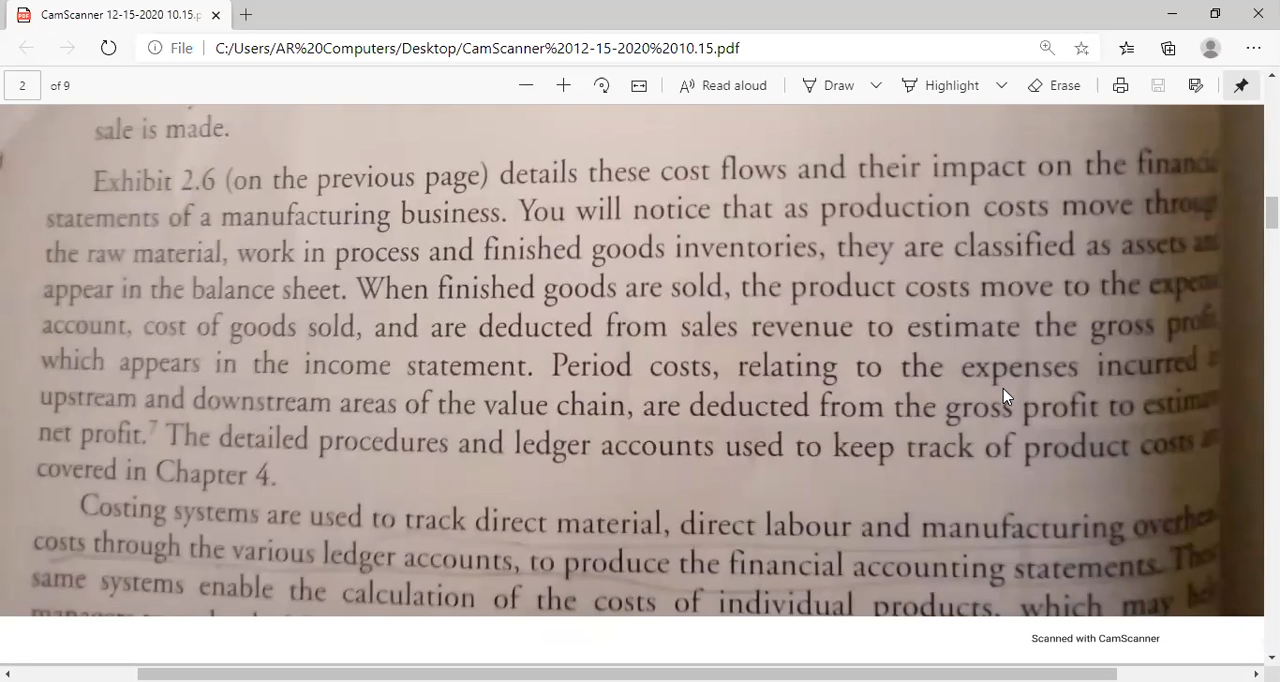 CamScanner 12-15-2020 10.15.p
File C:/Users/AR%20Computers/Desktop/CamScanner%2012-15-2020%2010.15.pdf
2 of 9 Read aloud Draw Highlight Erase
sale is made.
Exhibit 2.6 (on the previous page) details these cost flows and their impact on the
statements of a manufacturing business. You will notice that as production costs move
the raw material, work in process and finished goods inventories, they are classified as assets
appear in the balance sheet. When finished goods are sold, the product costs move to the
account, cost of goods sold, and are deducted from sales revenue to estimate the gross
which appears in the income statement. Period costs, relating to the expenses incurred
upstream and downstream areas of the value chain, are deducted from the gross profit to
net profit.7 The detailed procedures and ledger accounts used to keep track of product costs
covered in Chapter 4.
Costing systems are used to track direct material, direct labour and manufacturing
costs through the various ledger accounts, to produce the financial accounting statements.
same systems enable the calculation of the costs of individual products, which may
Scanned with CamScanner